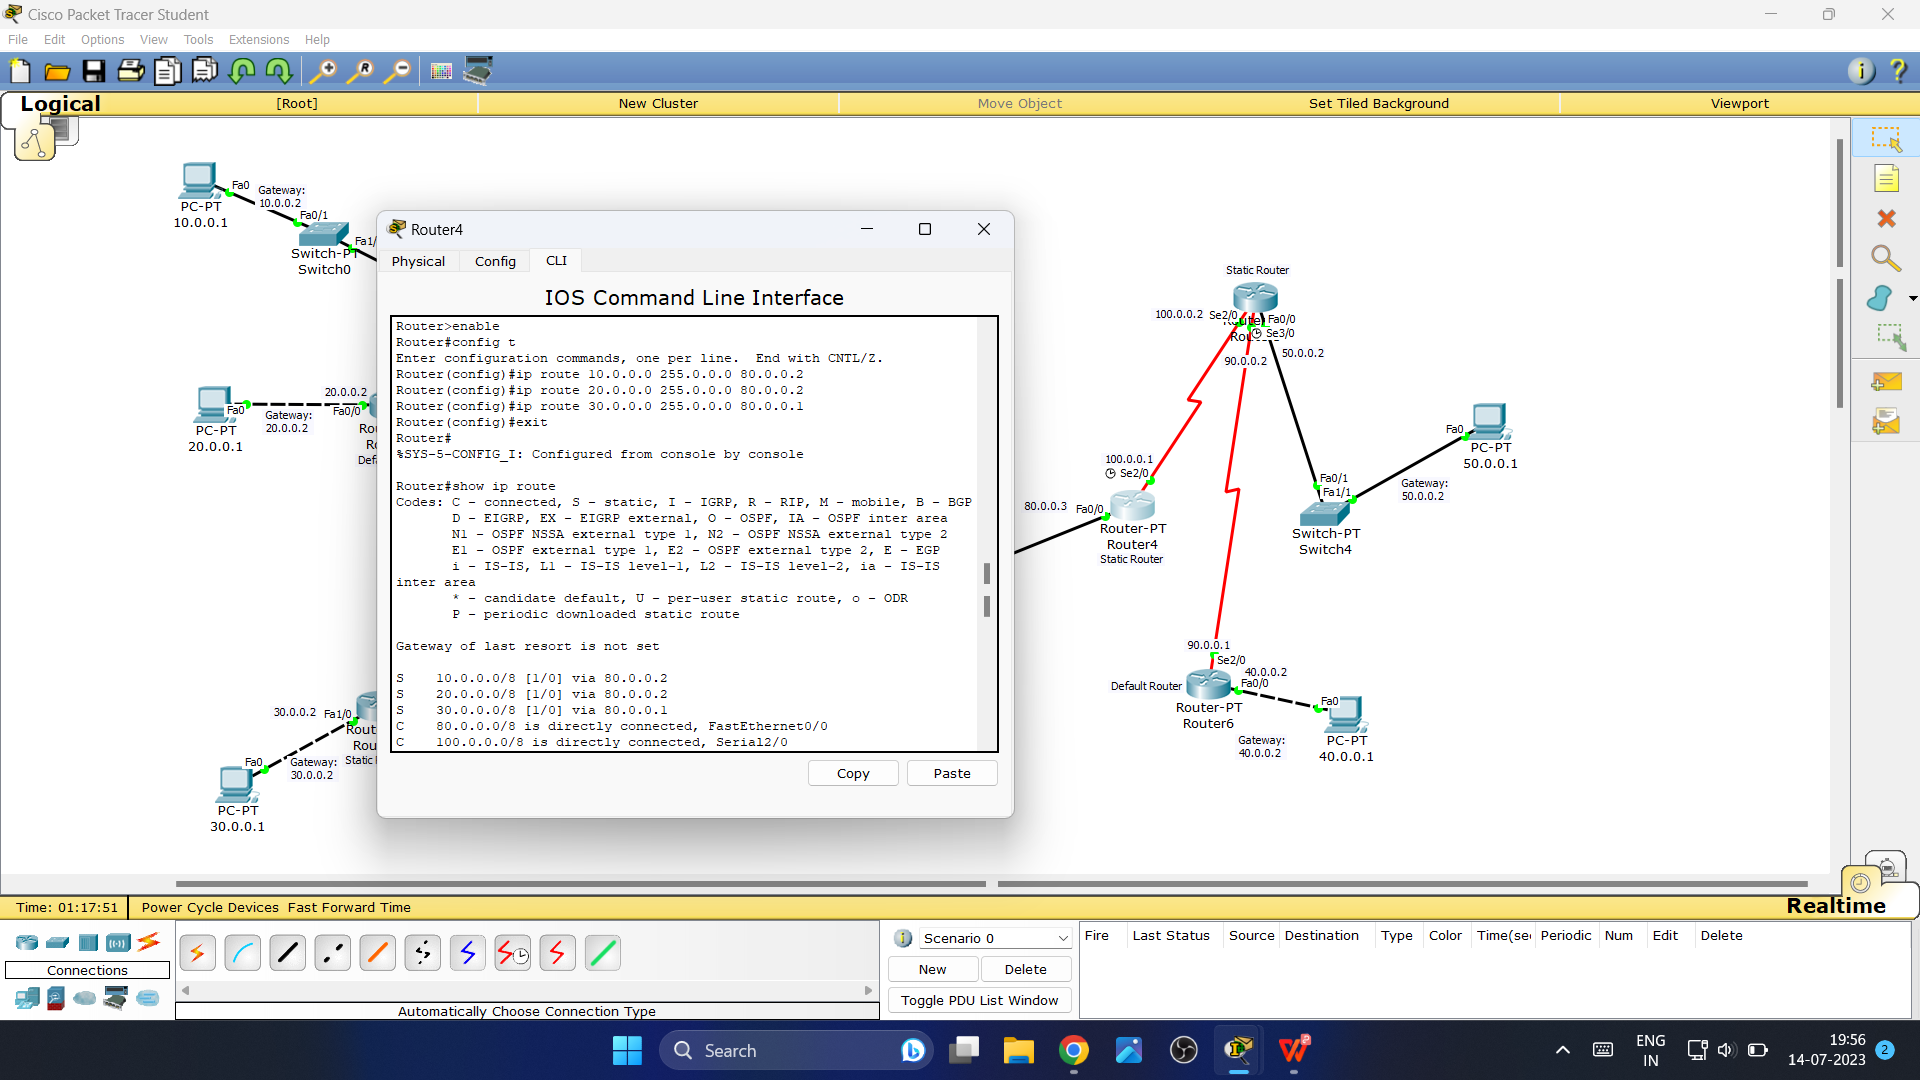 Cisco Packet Tracer Student
File Edit Options View Tools Extensions Help
Logical [Root] New Cluster Move Object Set Tiled Background Viewport
PC-PT
10.0.0.1
Fa0
Gateway:
10.0.0.2
Fa0/1
Fa1/
Switch-PT
Switch0
PC-PT
20.0.0.1
Fa0
Gateway:
20.0.0.2
20.0.0.2
Fa0/0
Rou
Ro
Defa
30.0.0.2 Fa1/0
Route
Rou
Static
Fa0
Gateway:
30.0.0.2
PC-PT
30.0.0.1
Router4
Physical Config CLI
IOS Command Line Interface
Router>enable
Router#config t
Enter configuration commands, one per line.  End with CNTL/Z.
Router(config)#ip route 10.0.0.0 255.0.0.0 80.0.0.2
Router(config)#ip route 20.0.0.0 255.0.0.0 80.0.0.2
Router(config)#ip route 30.0.0.0 255.0.0.0 80.0.0.1
Router(config)#exit
Router#
%SYS-5-CONFIG_I: Configured from console by console
Router#show ip route
Codes: C - connected, S - static, I - IGRP, R - RIP, M - mobile, B - BGP
D - EIGRP, EX - EIGRP external, O - OSPF, IA - OSPF inter area
N1 - OSPF NSSA external type 1, N2 - OSPF NSSA external type 2
E1 - OSPF external type 1, E2 - OSPF external type 2, E - EGP
i - IS-IS, L1 - IS-IS level-1, L2 - IS-IS level-2, ia - IS-IS
inter area
* - candidate default, U - per-user static route, o - ODR
P - periodic downloaded static route
Gateway of last resort is not set
S    10.0.0.0/8 [1/0] via 80.0.0.2
S    20.0.0.0/8 [1/0] via 80.0.0.2
S    30.0.0.0/8 [1/0] via 80.0.0.1
C    80.0.0.0/8 is directly connected, FastEthernet0/0
C    100.0.0.0/8 is directly connected, Serial2/0
Copy Paste
Static Router
100.0.0.2 Se2/0
Fa0/0
Se3/0
90.0.0.2
50.0.0.2
100.0.0.1
Se2/0
80.0.0.3 Fa0/0
Router-PT
Router4
Static Router
Fa0/1
Fa1/1
Switch-PT
Switch4
Fa0
PC-PT
50.0.0.1
Gateway:
50.0.0.2
90.0.0.1
Se2/0
40.0.0.2
Fa0/0
Default Router
Router-PT
Router6
Fa0
Gateway:
40.0.0.2
PC-PT
40.0.0.1
Time: 01:17:51 Power Cycle Devices Fast Forward Time
Realtime
Connections
Automatically Choose Connection Type
Scenario 0
New Delete
Toggle PDU List Window
Fire Last Status Source Destination Type Color Time(sec Periodic Num Edit Delete
Search
ENG
IN
19:56
14-07-2023
2